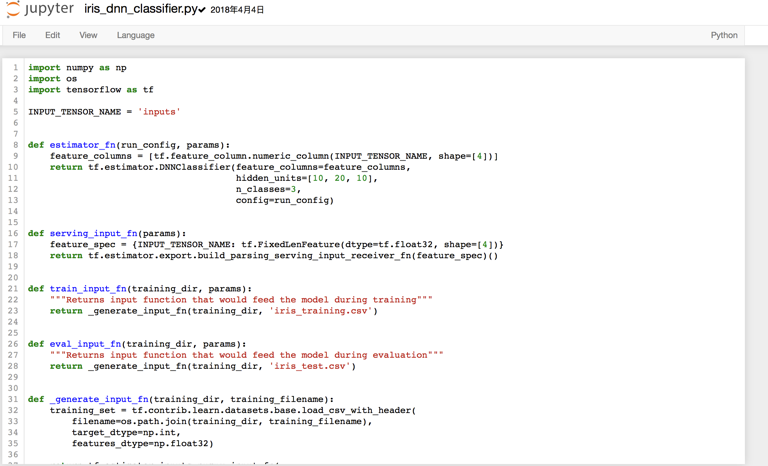 jupyter iris_dnn_classifier.py✔ 2018年4月4日
File Edit View Language Python
1 import numpy as np
2 import os
3 import tensorflow as tf
4
5 INPUT_TENSOR_NAME = 'inputs'
6
7
8 def estimator_fn(run_config, params):
9     feature_columns = [tf.feature_column.numeric_column(INPUT_TENSOR_NAME, shape=[4])]
10     return tf.estimator.DNNClassifier(feature_columns=feature_columns,
11                                       hidden_units=[10, 20, 10],
12                                       n_classes=3,
13                                       config=run_config)
14
15
16 def serving_input_fn(params):
17     feature_spec = {INPUT_TENSOR_NAME: tf.FixedLenFeature(dtype=tf.float32, shape=[4])}
18     return tf.estimator.export.build_parsing_serving_input_receiver_fn(feature_spec)()
19
20
21 def train_input_fn(training_dir, params):
22     """Returns input function that would feed the model during training"""
23     return _generate_input_fn(training_dir, 'iris_training.csv')
24
25
26 def eval_input_fn(training_dir, params):
27     """Returns input function that would feed the model during evaluation"""
28     return _generate_input_fn(training_dir, 'iris_test.csv')
29
30
31 def _generate_input_fn(training_dir, training_filename):
32     training_set = tf.contrib.learn.datasets.base.load_csv_with_header(
33         filename=os.path.join(training_dir, training_filename),
34         target_dtype=np.int,
35         features_dtype=np.float32)
36